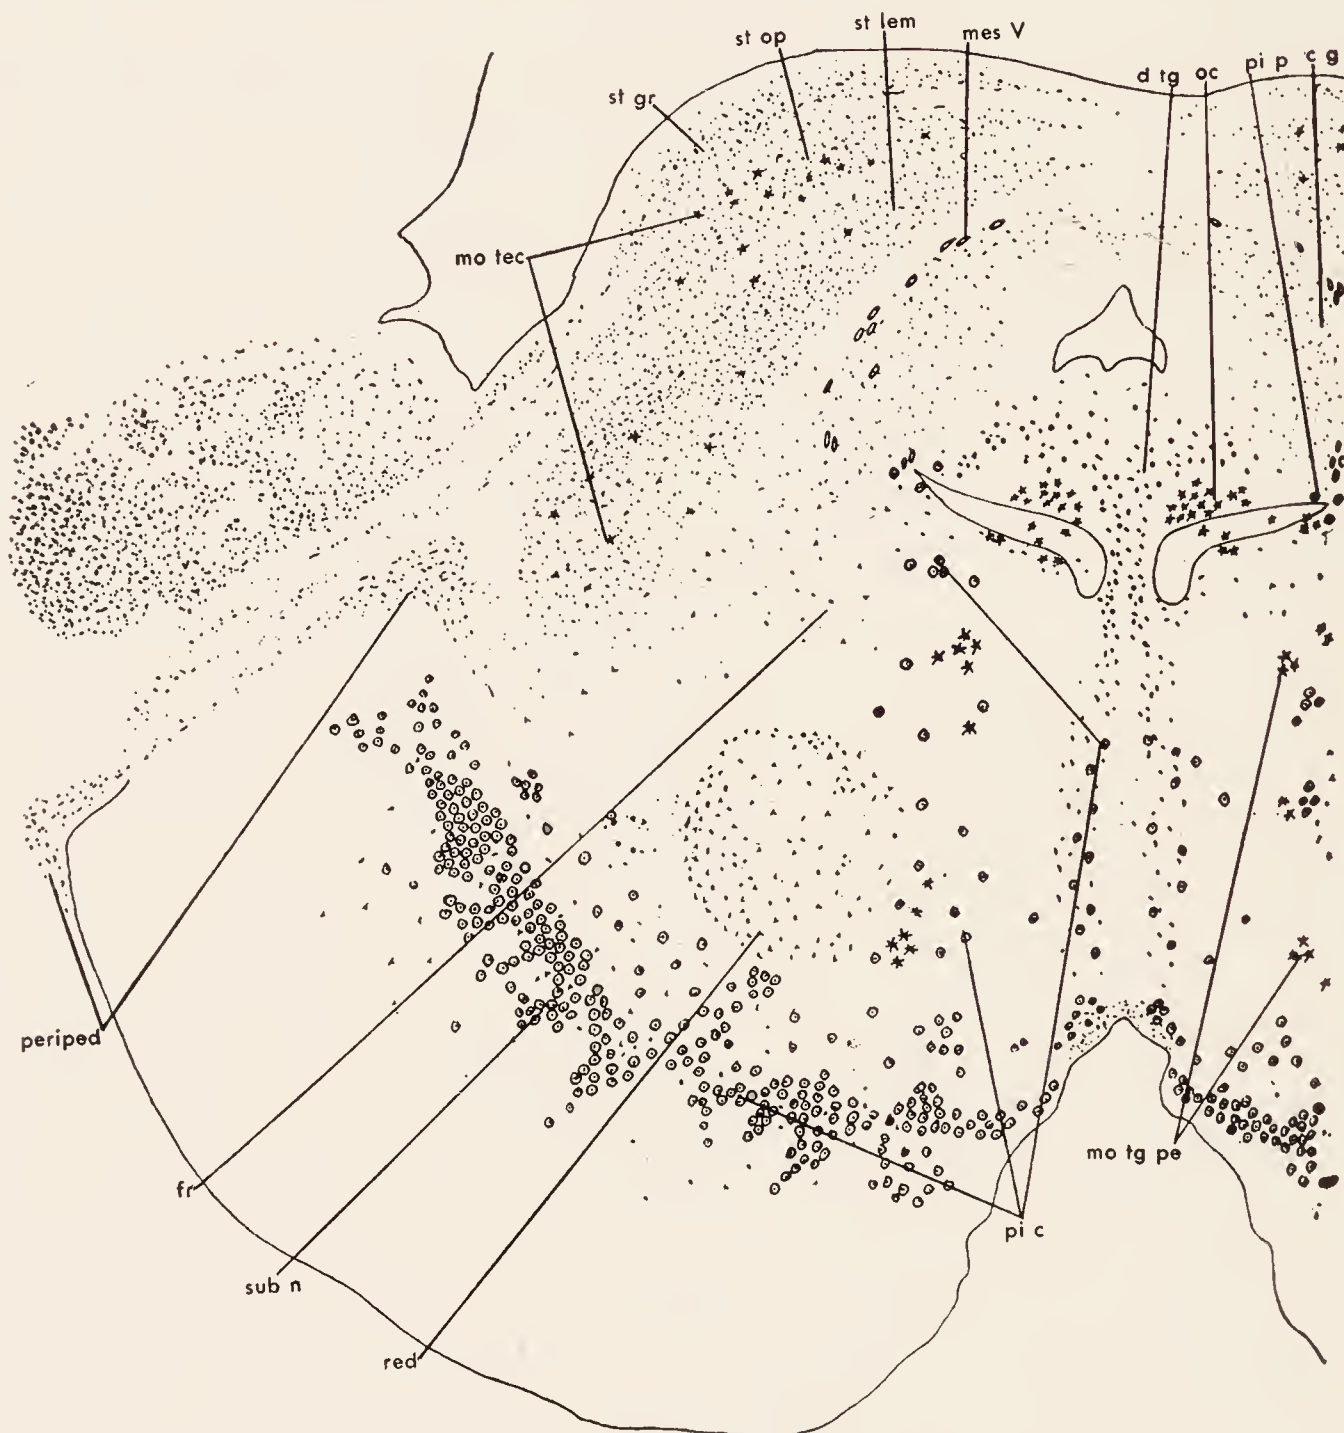 st lem
mes V
st op
d tg
oc
pi p
c g
st gr
mo tec
periped
mo tg pe
fr
pi c
sub n
red